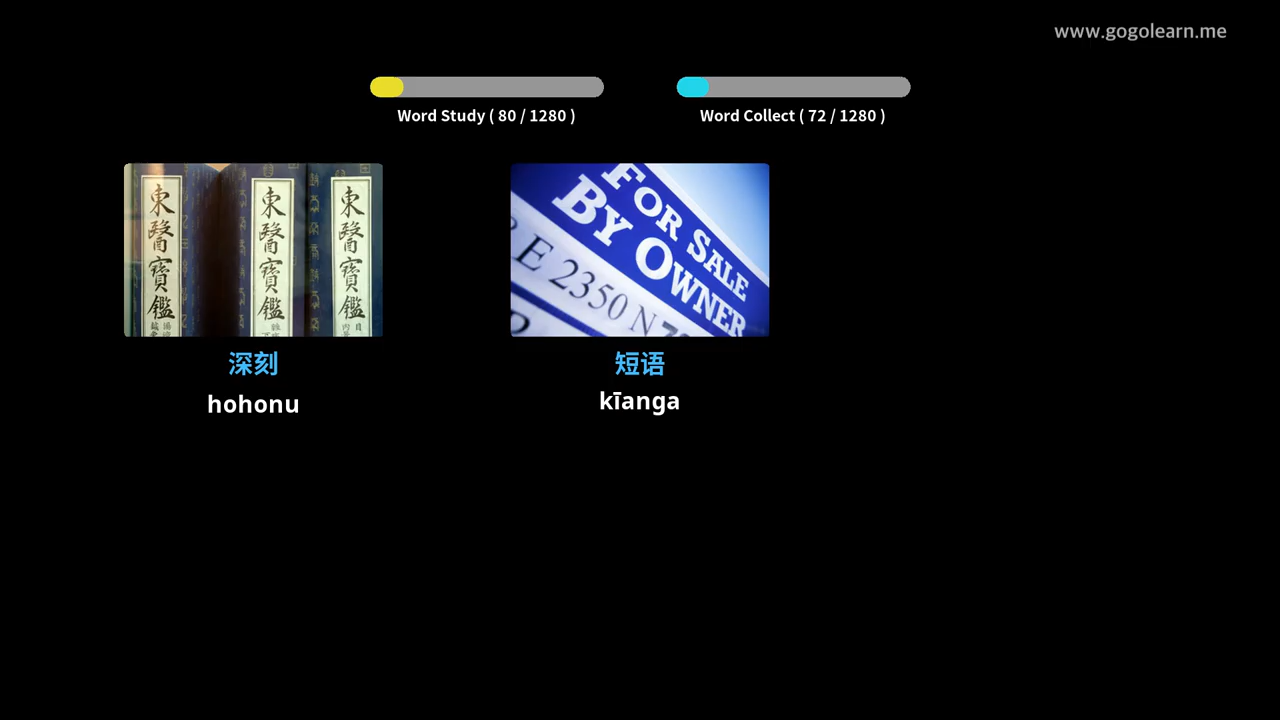 www.gogolearn.me
Word Study ( 80 / 1280 )
Word Collect ( 72 / 1280 )
東醫寶鑑
東醫寶鑑
東醫寶鑑
FOR SALE
BY OWNER
E 2350 N
深刻
hohonu
短语
kīanga